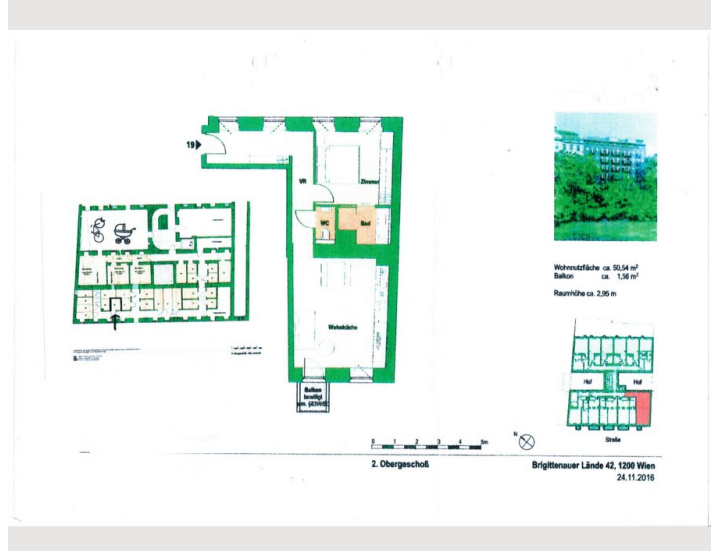 19
VR
Zimmer
WC
Bad
Wohnküche
Balkon
bewilligt
Wohnnutzfläche ca. 50,54 m²
Balkon ca. 1,56 m²
Raumhöhe ca. 2,95 m
Hof
Hof
Straße
N
0 1 2 3 4 5m
2. Obergeschoß
Brigittenauer Lände 42, 1200 Wien
24.11.2016